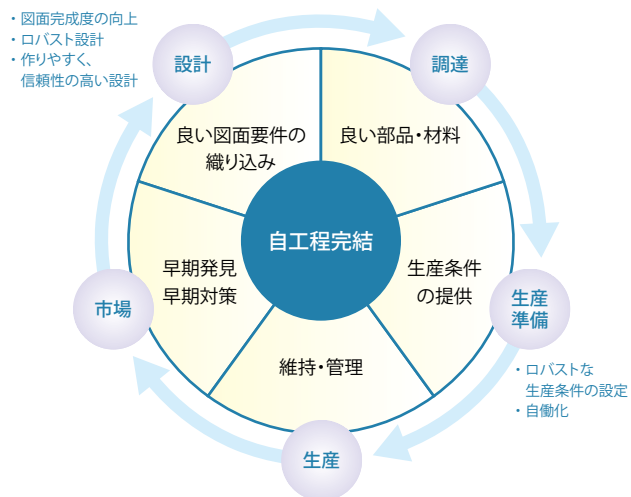 ・図面完成度の向上
・ロバスト設計
・作りやすく、
信頼性の高い設計
設計
調達
良い図面要件の
織り込み
良い部品・材料
自工程完結
早期発見
早期対策
生産条件
の提供
市場
生産
準備
維持・管理
・ロバストな
生産条件の設定
・自働化
生産